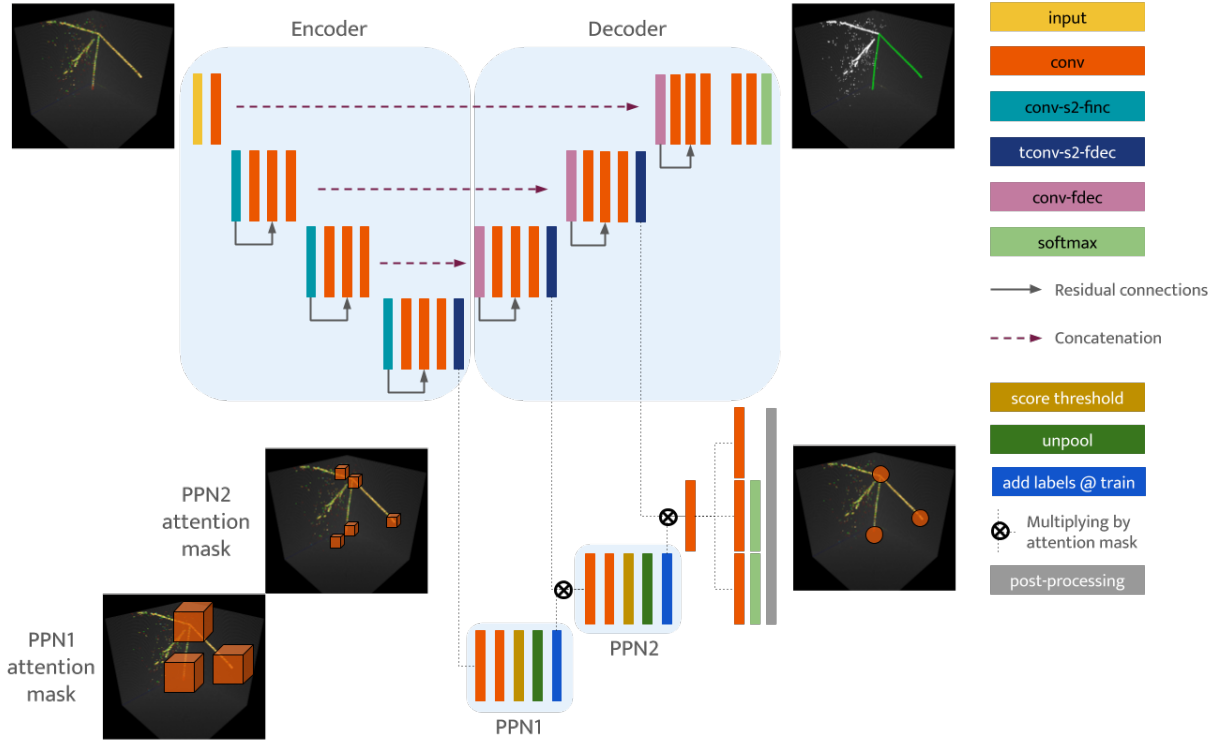 Encoder
Decoder
input
conv
conv-s2-finc
tconv-s2-fdec
conv-fdec
softmax
Residual connections
Concatenation
score threshold
unpool
add labels @ train
Multiplying by
attention mask
post-processing
PPN2
attention
mask
PPN1
attention
mask
PPN2
PPN1